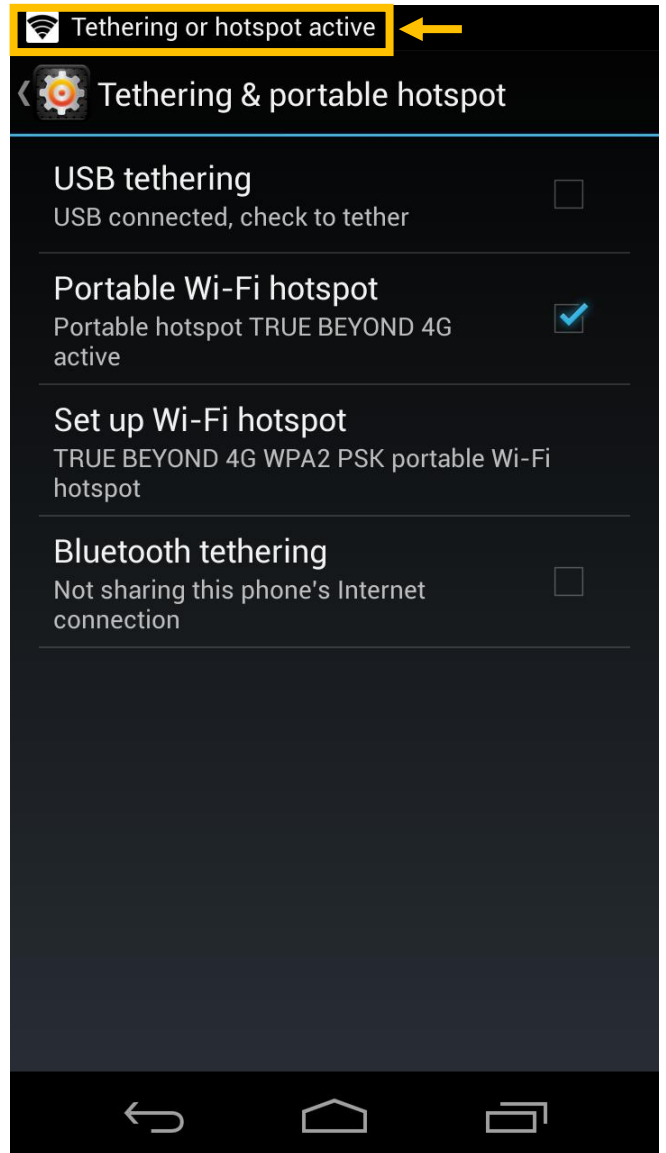 Tethering or hotspot active
Tethering & portable hotspot
USB tethering
USB connected, check to tether
Portable Wi-Fi hotspot
Portable hotspot TRUE BEYOND 4G
active
Set up Wi-Fi hotspot
TRUE BEYOND 4G WPA2 PSK portable Wi-Fi
hotspot
Bluetooth tethering
Not sharing this phone's Internet
connection